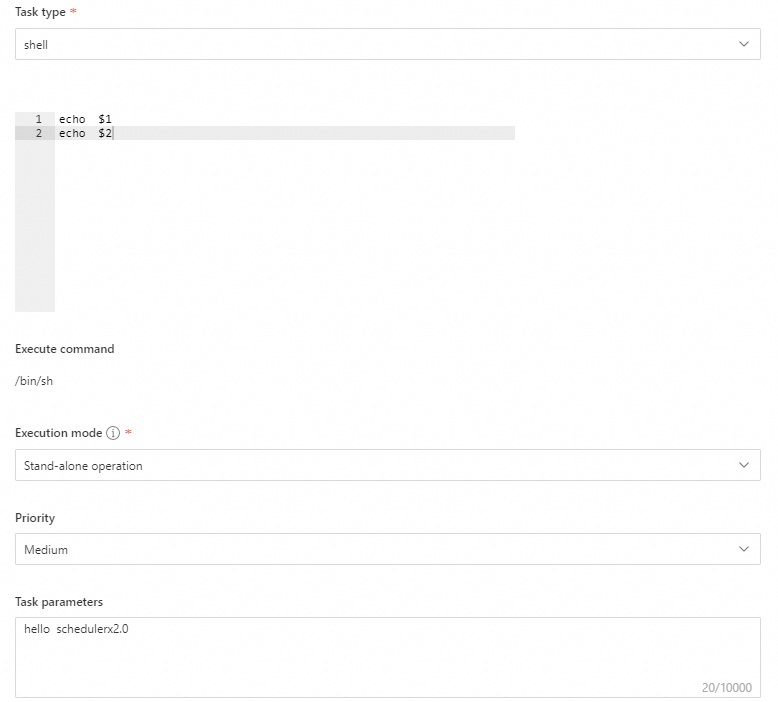 Task type *
shell
1 echo  $1
2 echo  $2
Execute command
/bin/sh
Execution mode ⓘ *
Stand-alone operation
Priority
Medium
Task parameters
hello  schedulerx2.0
20/10000